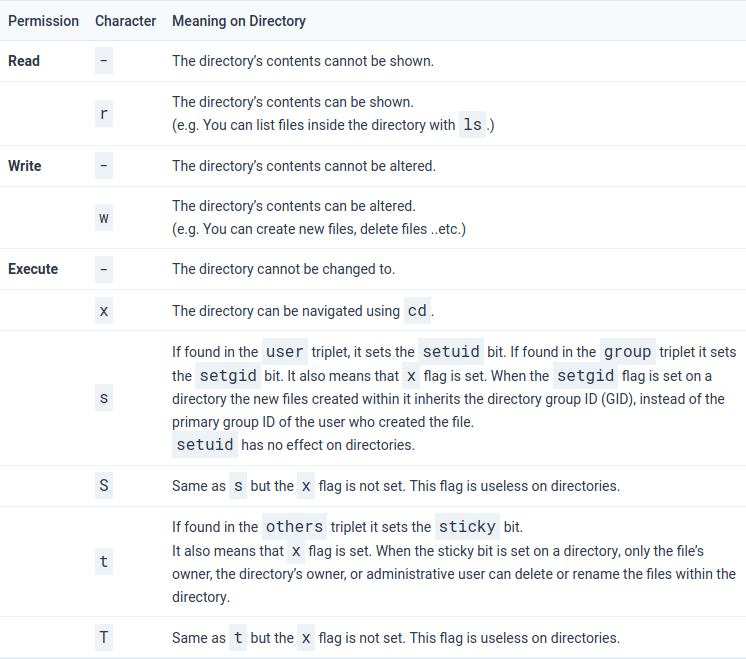 Permission Character Meaning on Directory
Read - The directory’s contents cannot be shown.
r The directory’s contents can be shown.
(e.g. You can list files inside the directory with ls .)
Write - The directory’s contents cannot be altered.
w The directory’s contents can be altered.
(e.g. You can create new files, delete files ..etc.)
Execute - The directory cannot be changed to.
x The directory can be navigated using cd .
s If found in the user triplet, it sets the setuid bit. If found in the group triplet it sets
the setgid bit. It also means that x flag is set. When the setgid flag is set on a
directory the new files created within it inherits the directory group ID (GID), instead of the
primary group ID of the user who created the file.
setuid has no effect on directories.
S Same as s but the x flag is not set. This flag is useless on directories.
t If found in the others triplet it sets the sticky bit.
It also means that x flag is set. When the sticky bit is set on a directory, only the file’s
owner, the directory’s owner, or administrative user can delete or rename the files within the
directory.
T Same as t but the x flag is not set. This flag is useless on directories.